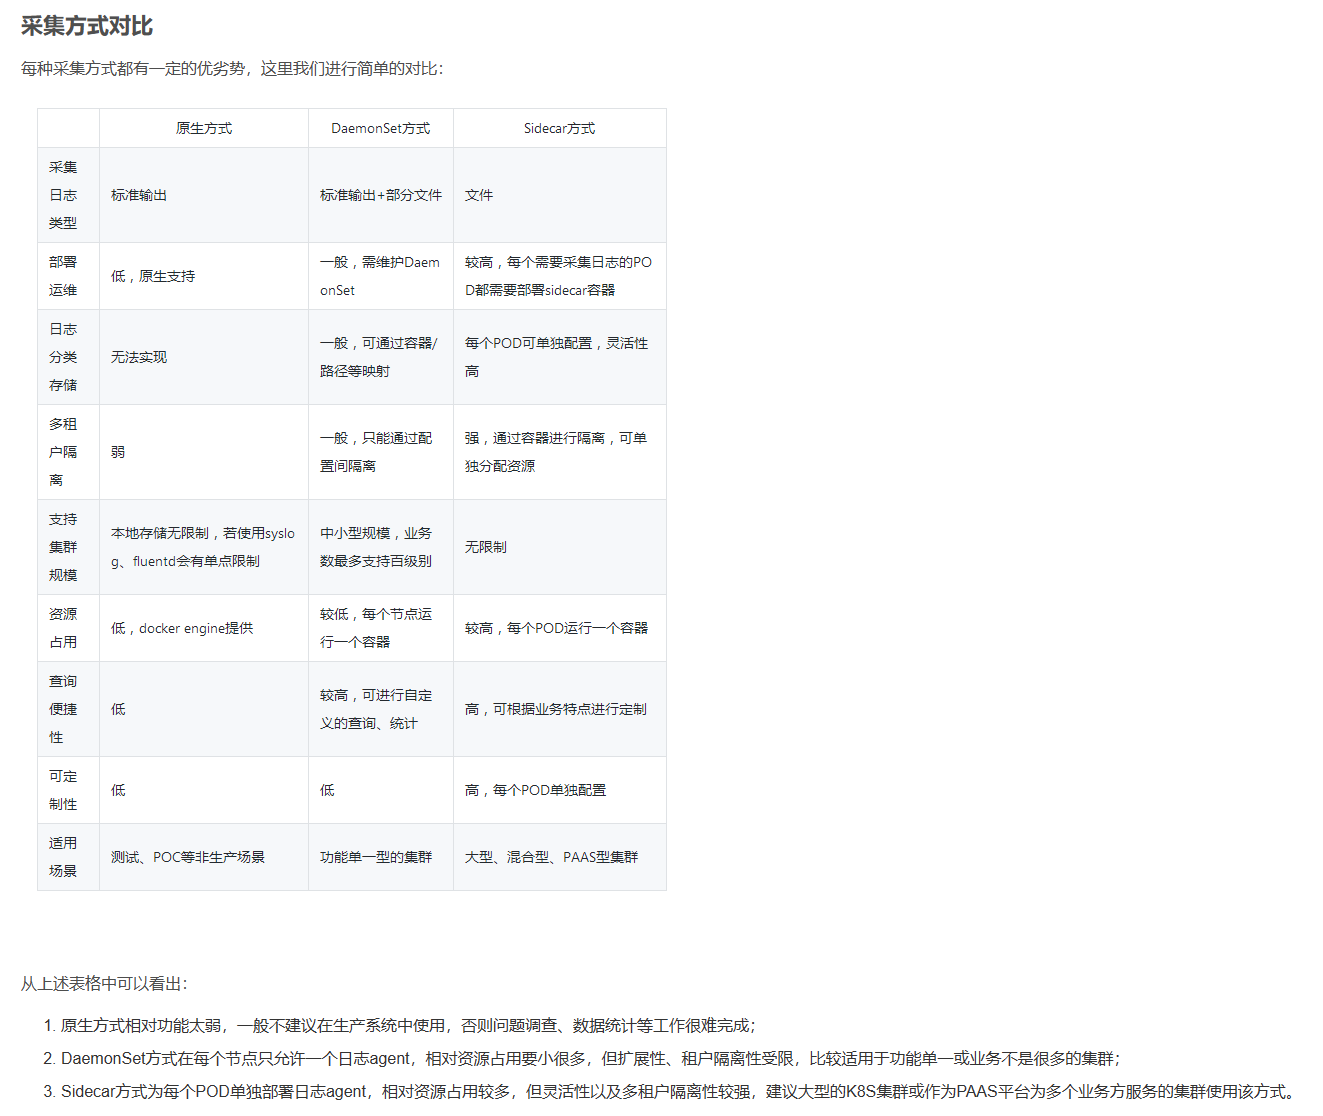 采集方式对比
每种采集方式都有一定的优劣势，这里我们进行简单的对比：
原生方式 DaemonSet方式 Sidecar方式
采集
日志
类型
标准输出
标准输出+部分文件
文件
部署
运维
低，原生支持
一般，需维护Daem
onSet
较高，每个需要采集日志的PO
D都需要部署sidecar容器
日志
分类
存储
无法实现
一般，可通过容器/
路径等映射
每个POD可单独配置，灵活性
高
多租
户隔
离
弱
一般，只能通过配
置间隔离
强，通过容器进行隔离，可单
独分配资源
支持
集群
规模
本地存储无限制，若使用syslo
g、fluentd会有单点限制
中小型规模，业务
数最多支持百级别
无限制
资源
占用
低，docker engine提供
较低，每个节点运
行一个容器
较高，每个POD运行一个容器
查询
便捷
性
低
较高，可进行自定
义的查询、统计
高，可根据业务特点进行定制
可定
制性
低
低
高，每个POD单独配置
适用
场景
测试、POC等非生产场景
功能单一型的集群
大型、混合型、PAAS型集群
从上述表格中可以看出：
1. 原生方式相对功能太弱，一般不建议在生产系统中使用，否则问题调查、数据统计等工作很难完成；
2. DaemonSet方式在每个节点只允许一个日志agent，相对资源占用要小很多，但扩展性、租户隔离性受限，比较适用于功能单一或业务不是很多的集群；
3. Sidecar方式为每个POD单独部署日志agent，相对资源占用较多，但灵活性以及多租户隔离性较强，建议大型的K8S集群或作为PAAS平台为多个业务方服务的集群使用该方式。